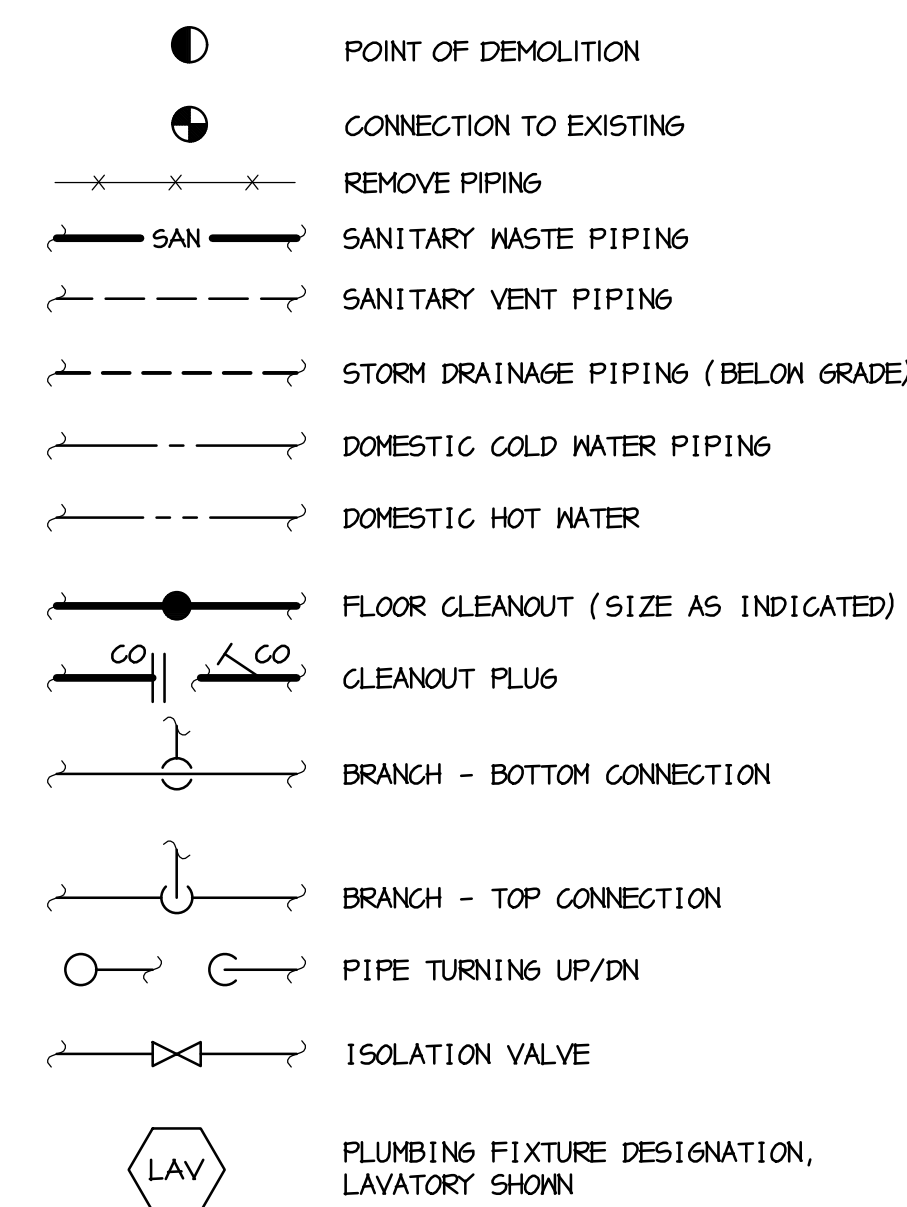 POINT OF DEMOLITION
CONNECTION TO EXISTING
REMOVE PIPING
SAN SANITARY WASTE PIPING
SANITARY VENT PIPING
STORM DRAINAGE PIPING (BELOW GRADE)
DOMESTIC COLD WATER PIPING
DOMESTIC HOT WATER
FLOOR CLEANOUT (SIZE AS INDICATED)
CO CO CLEANOUT PLUG
BRANCH - BOTTOM CONNECTION
BRANCH - TOP CONNECTION
PIPE TURNING UP/DN
ISOLATION VALVE
LAV PLUMBING FIXTURE DESIGNATION,
LAVATORY SHOWN